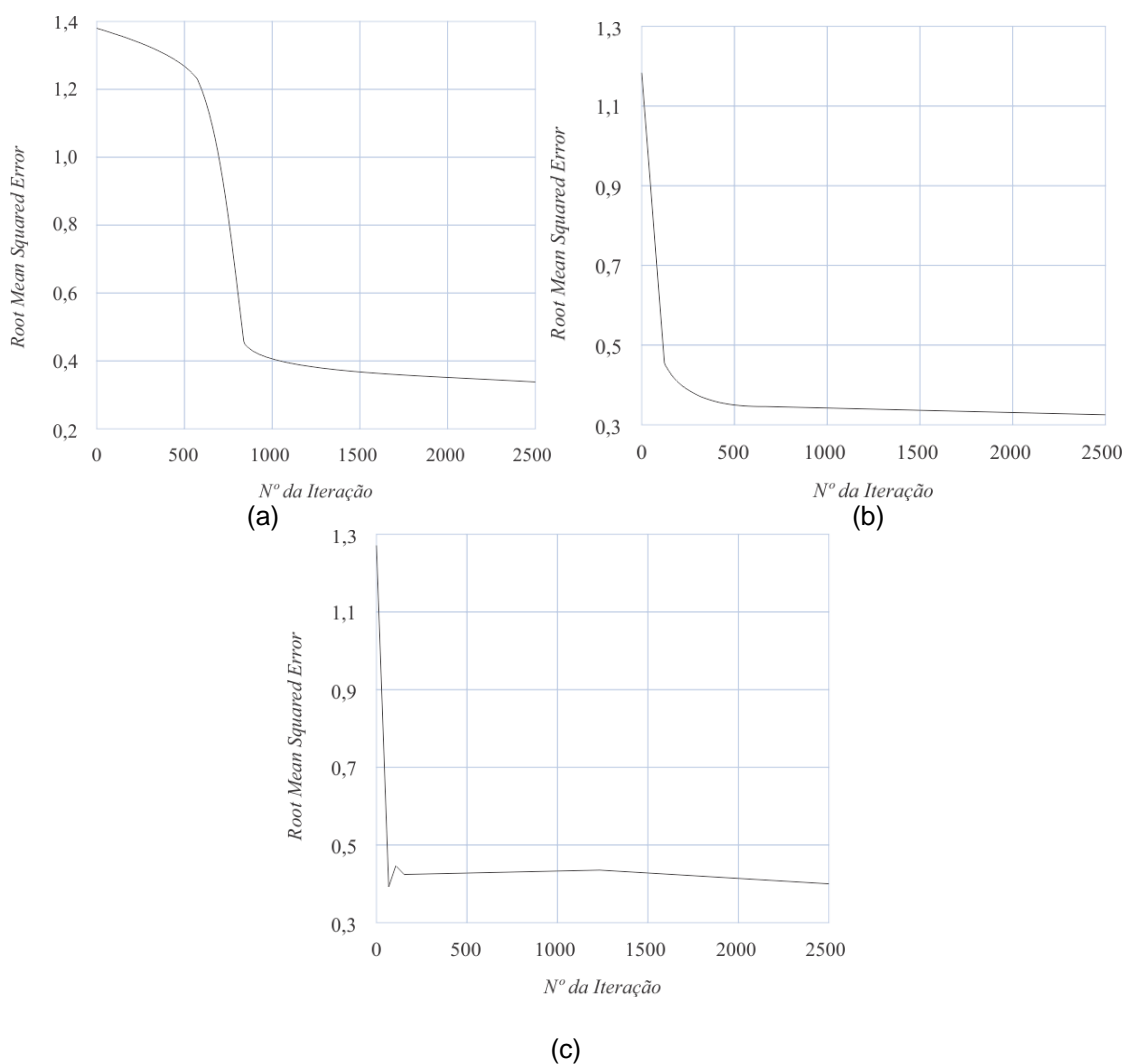 1,4
1,2
1,0
0,8
0,6
0,4
0,2
Root Mean Squared Error
0 500 1000 1500 2000 2500
Nº da Iteração
(a)
1,3
1,1
0,9
0,7
0,5
0,3
Root Mean Squared Error
0 500 1000 1500 2000 2500
Nº da Iteração
(b)
1,3
1,1
0,9
0,7
0,5
0,3
Root Mean Squared Error
0 500 1000 1500 2000 2500
Nº da Iteração
(c)